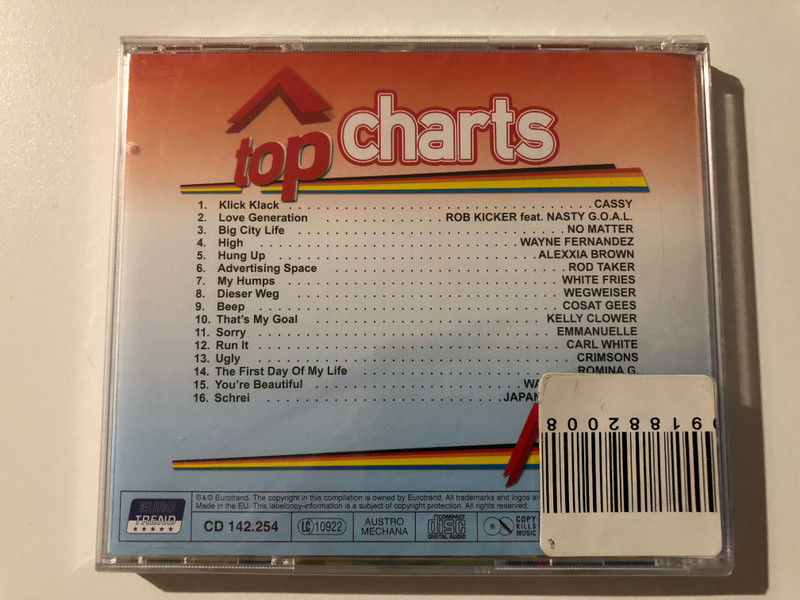 top charts
1. Klick Klack . . . . . . . . . . . . . . . . . . . . CASSY
2. Love Generation . . . . . . . . . . ROB KICKER feat. NASTY G.O.A.L.
3. Big City Life . . . . . . . . . . . . . . . . . . . . NO MATTER
4. High . . . . . . . . . . . . . . . . . . . . WAYNE FERNANDEZ
5. Hung Up . . . . . . . . . . . . . . . . . . . . ALEXXIA BROWN
6. Advertising Space . . . . . . . . . . . . . . . . . . . . ROD TAKER
7. My Humps . . . . . . . . . . . . . . . . . . . . WHITE FRIES
8. Dieser Weg . . . . . . . . . . . . . . . . . . . . WEGWEISER
9. Beep . . . . . . . . . . . . . . . . . . . . COSAT GEES
10. That's My Goal . . . . . . . . . . . . . . . . . . . . KELLY CLOWER
11. Sorry . . . . . . . . . . . . . . . . . . . . EMMANUELLE
12. Run It . . . . . . . . . . . . . . . . . . . . CARL WHITE
13. Ugly . . . . . . . . . . . . . . . . . . . . CRIMSONS
14. The First Day Of My Life . . . . . . . . . . . . . . . . . . . . ROMINA G.
15. You're Beautiful . . . . . . . . . . . . . . . . . . . .
16. Schrei . . . . . . . . . . . . . . . . . . . .
℗&© Eurotrend. The copyright in this compilation is owned by Eurotrend. All trademarks and logos
Made in the EU. This labelcopy-information is a subject of copyright protection. All rights reserved.
EURO TREND
CD 142.254
LC 10922
AUSTRO MECHANA
COMPACT disc DIGITAL AUDIO
COPY KILLS MUSIC